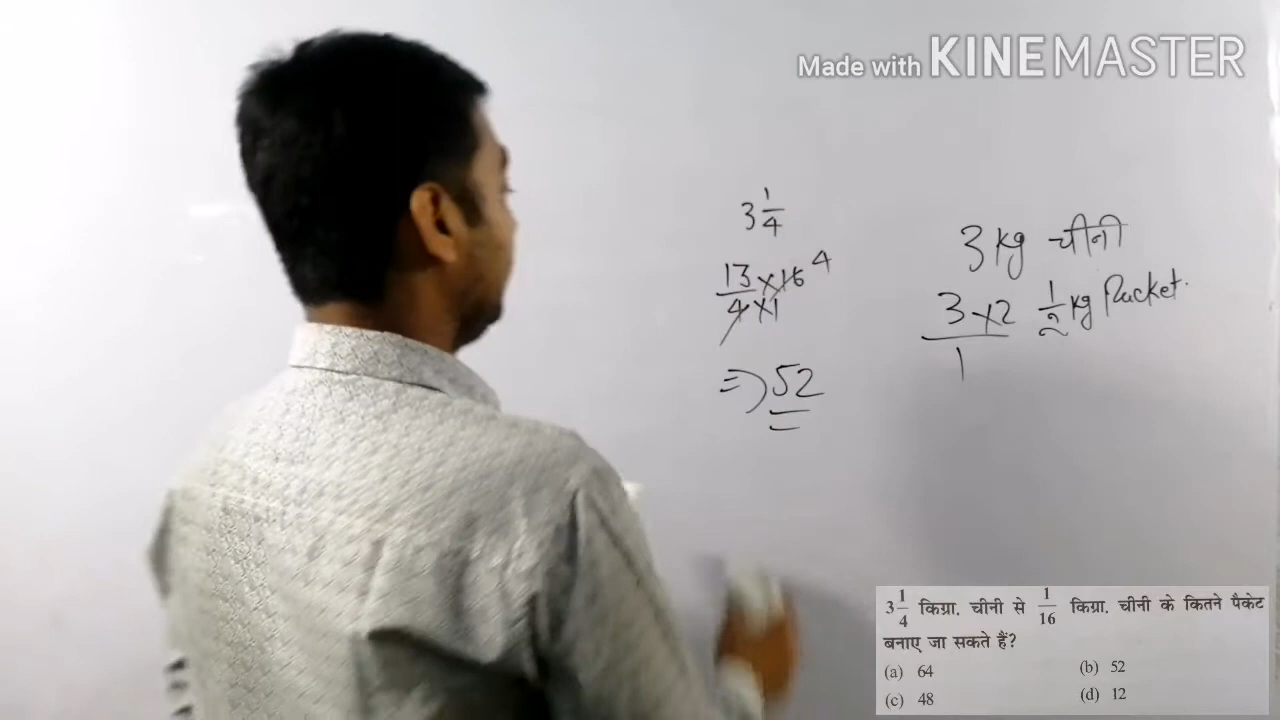 Made with KINEMASTER
3 1/4
13/4 × 16/1 4
⇒ 52
3 kg चीनी
3 × 2 / 1 1/2 kg Packet.
3 1/4 किग्रा. चीनी से 1/16 किग्रा. चीनी के कितने पैकेट
बनाए जा सकते हैं?
(a) 64 (b) 52
(c) 48 (d) 12